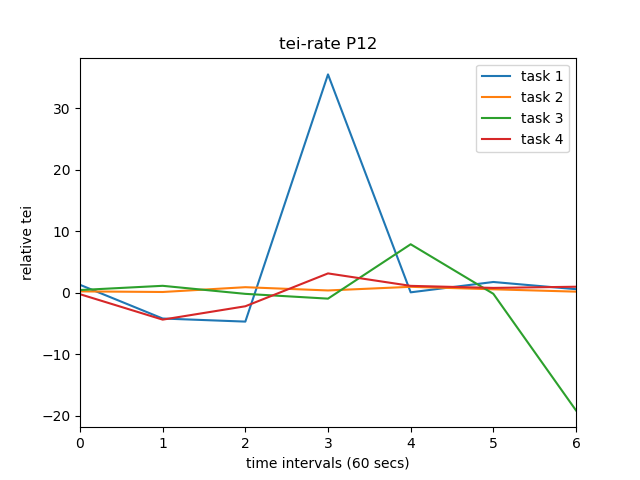 tei-rate P12
task 1
task 2
task 3
task 4
relative tei
30
20
10
0
−10
−20
0 1 2 3 4 5 6
time intervals (60 secs)